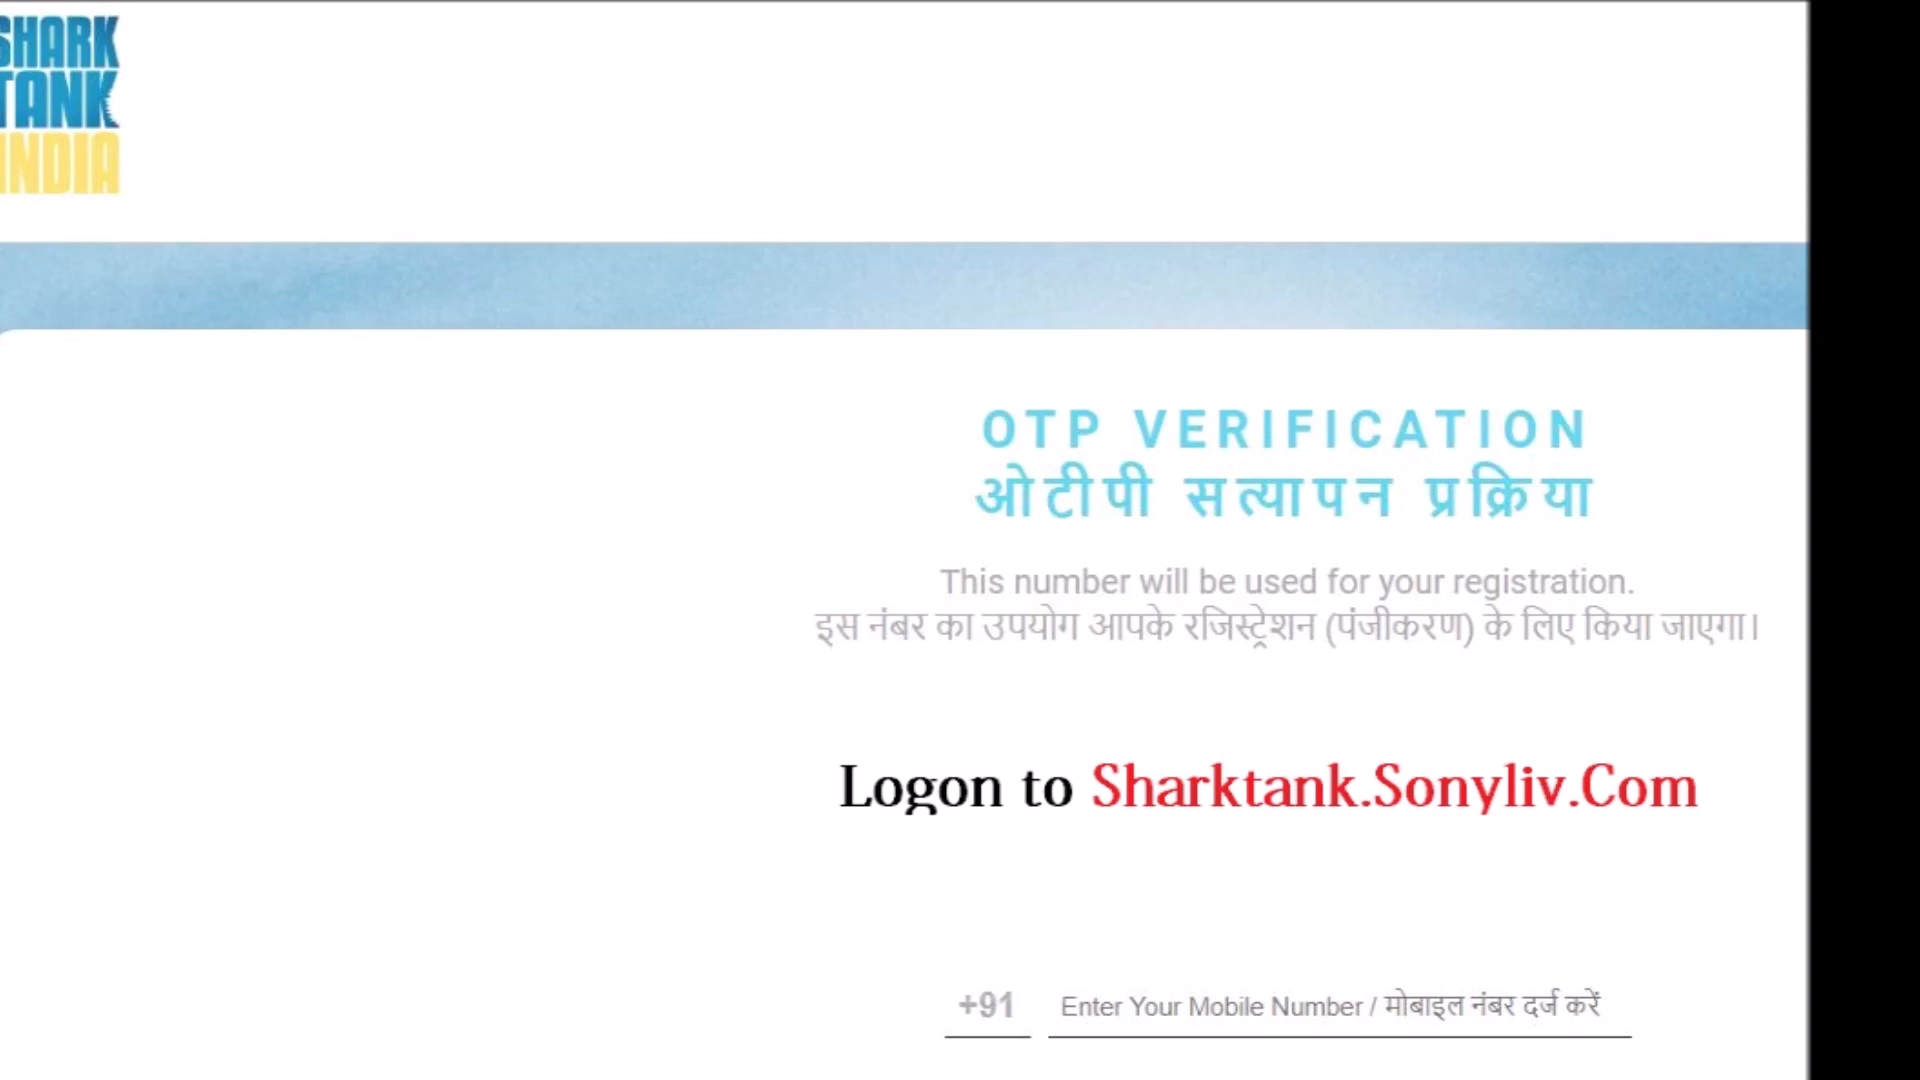 SHARK
TANK
INDIA
OTP VERIFICATION
ओटीपी सत्यापन प्रक्रिया
This number will be used for your registration.
इस नंबर का उपयोग आपके रजिस्ट्रेशन (पंजीकरण) के लिए किया जाएगा।
Logon to Sharktank.Sonyliv.Com
+91 Enter Your Mobile Number / मोबाइल नंबर दर्ज करें